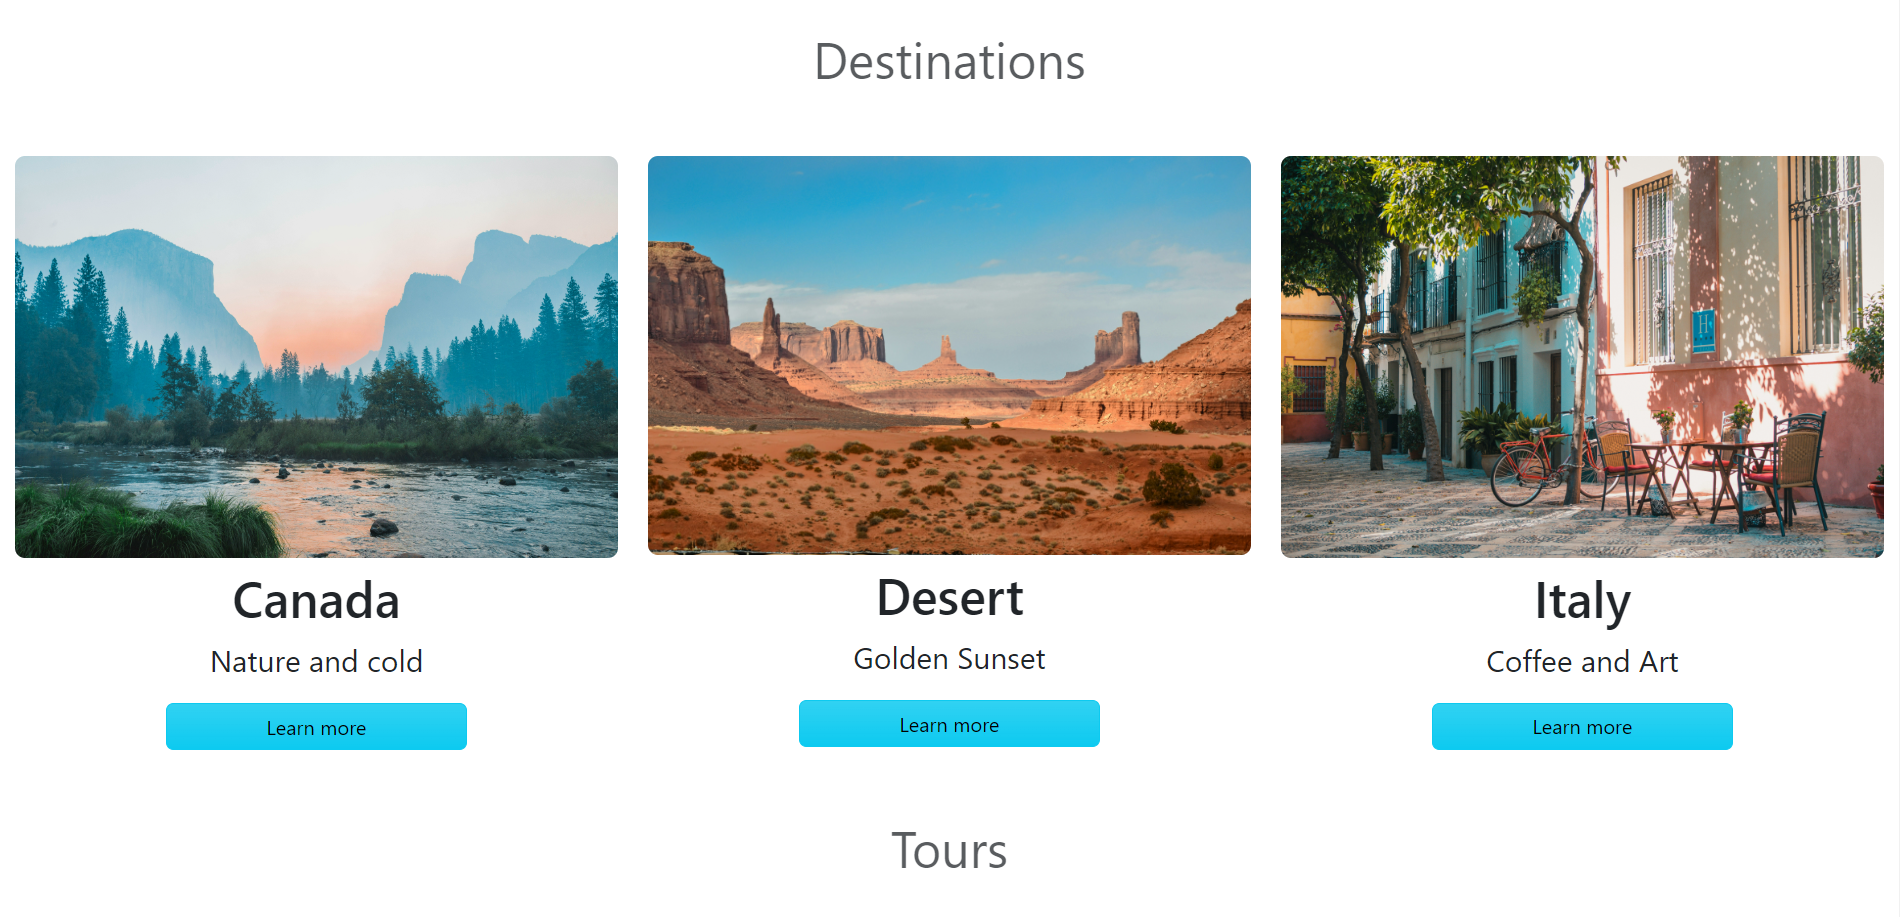 Destinations
Canada
Nature and cold
Learn more
Desert
Golden Sunset
Learn more
H
Italy
Coffee and Art
Learn more
Tours